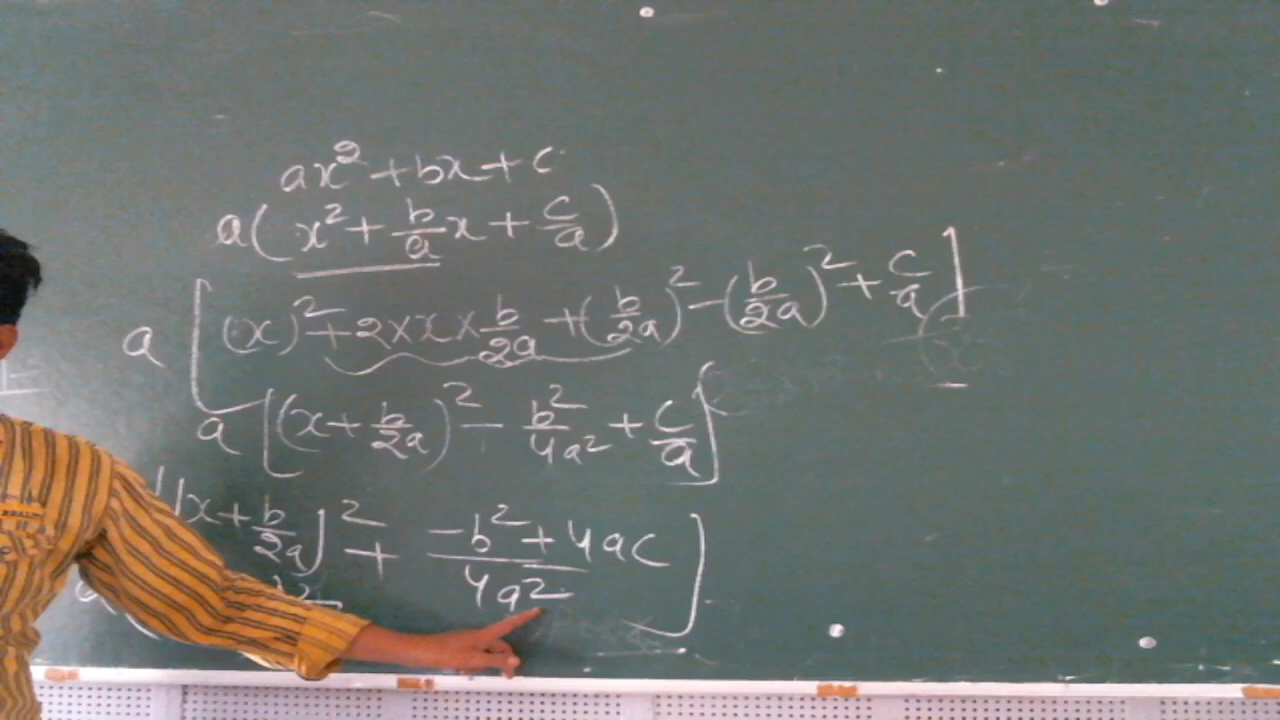 ax² + bx + c
a(x² + b/a x + c/a)
a[(x)² + 2 × x × b/2a + (b/2a)² - (b/2a)² + c/a]
a[(x + b/2a)² - b²/4a² + c/a]
[x + b/2a]² + -b² + 4ac/4a²]
a